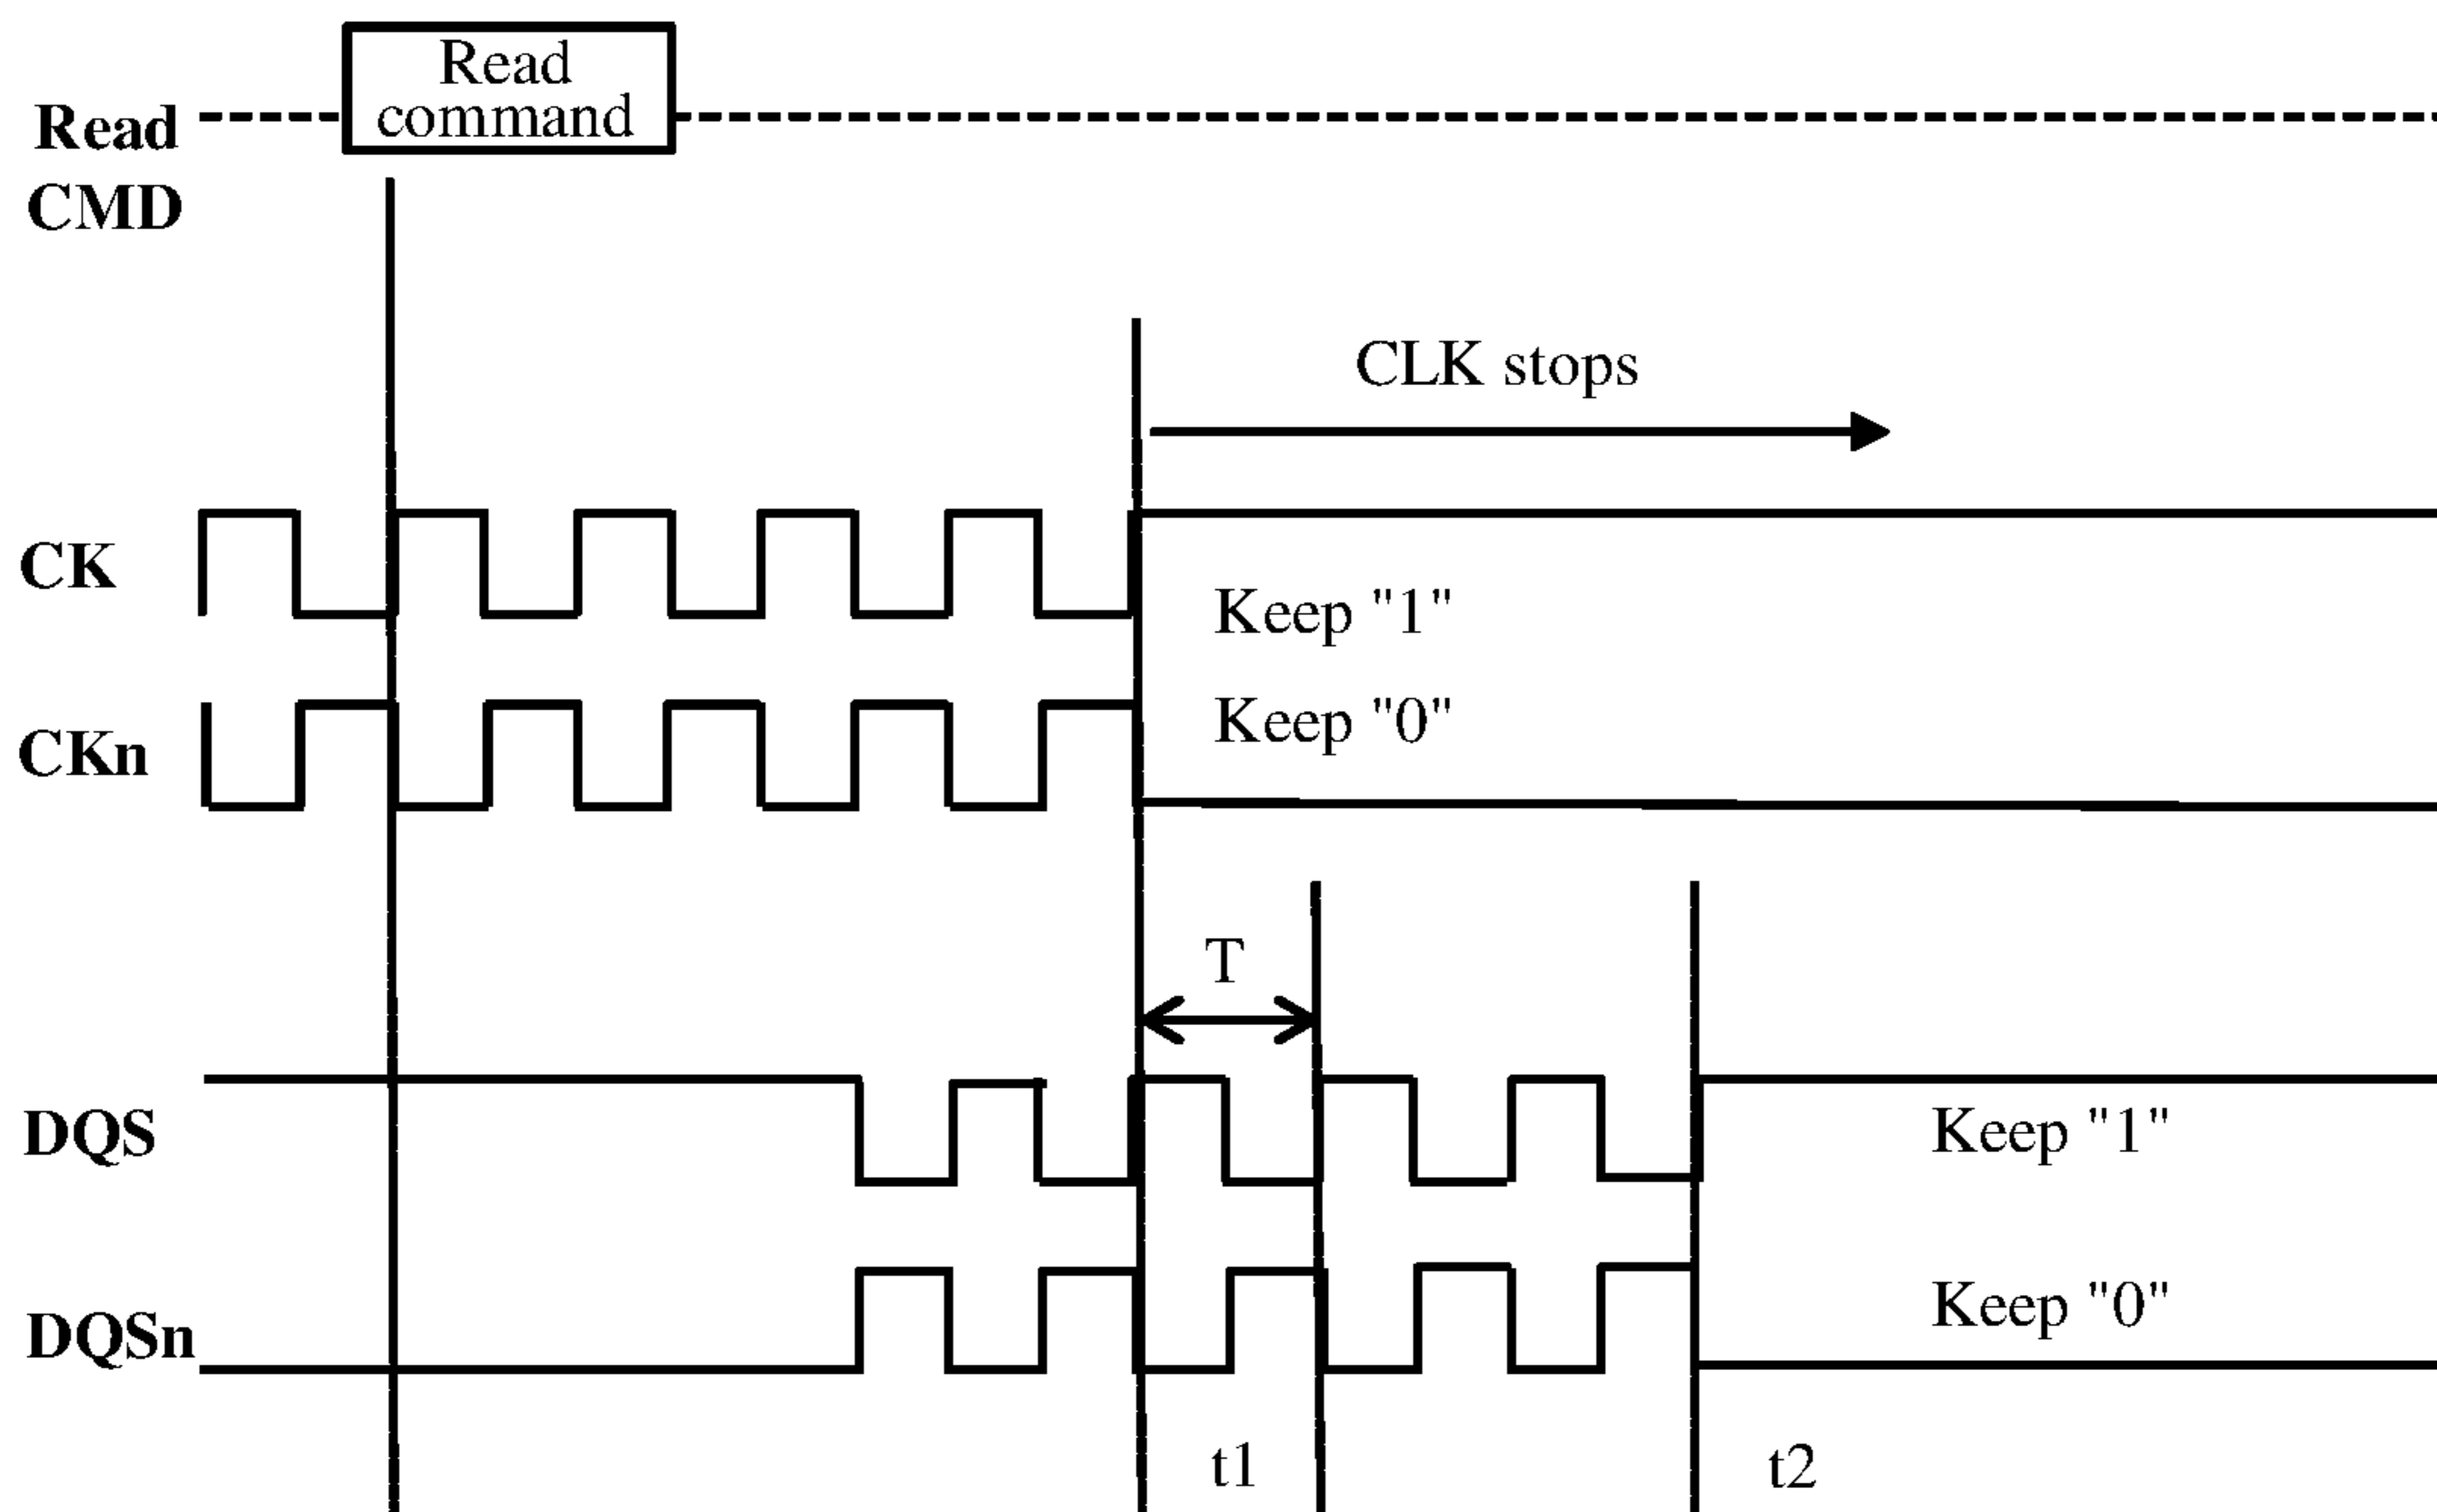 Read
command
Read
CMD
CLK stops
CK
Keep "1"
Keep "0"
CKn
T
DQS
Keep "1"
Keep "0"
DQSn
t1
t2